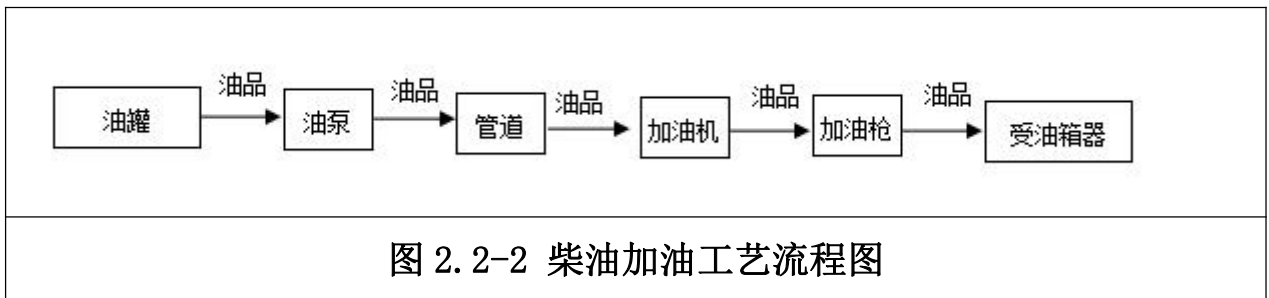 油品 油品 油品 油品 油品
油罐 油泵 管道 加油机 加油枪 受油箱器
图 2.2-2 柴油加油工艺流程图